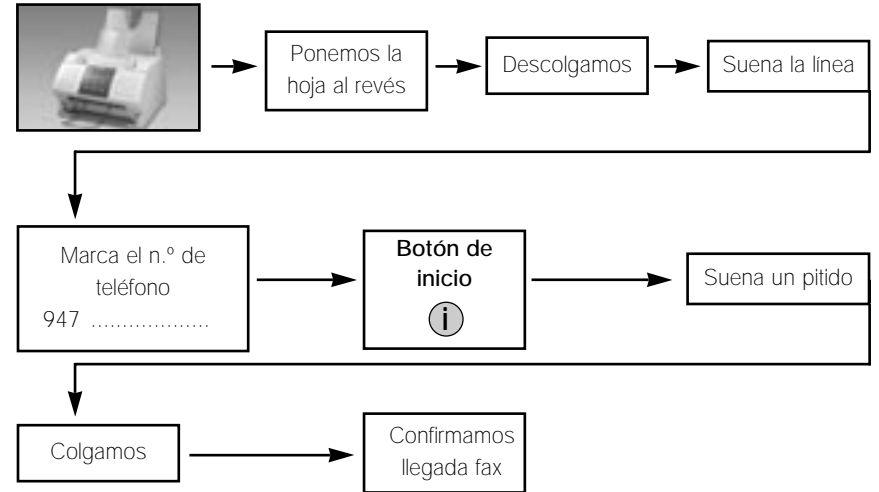 Ponemos la
hoja al revés
Descolgamos
Suena la línea
Marca el n.º de
teléfono
947 ...................
Botón de
inicio
i
Suena un pitido
Colgamos
Confirmamos
llegada fax